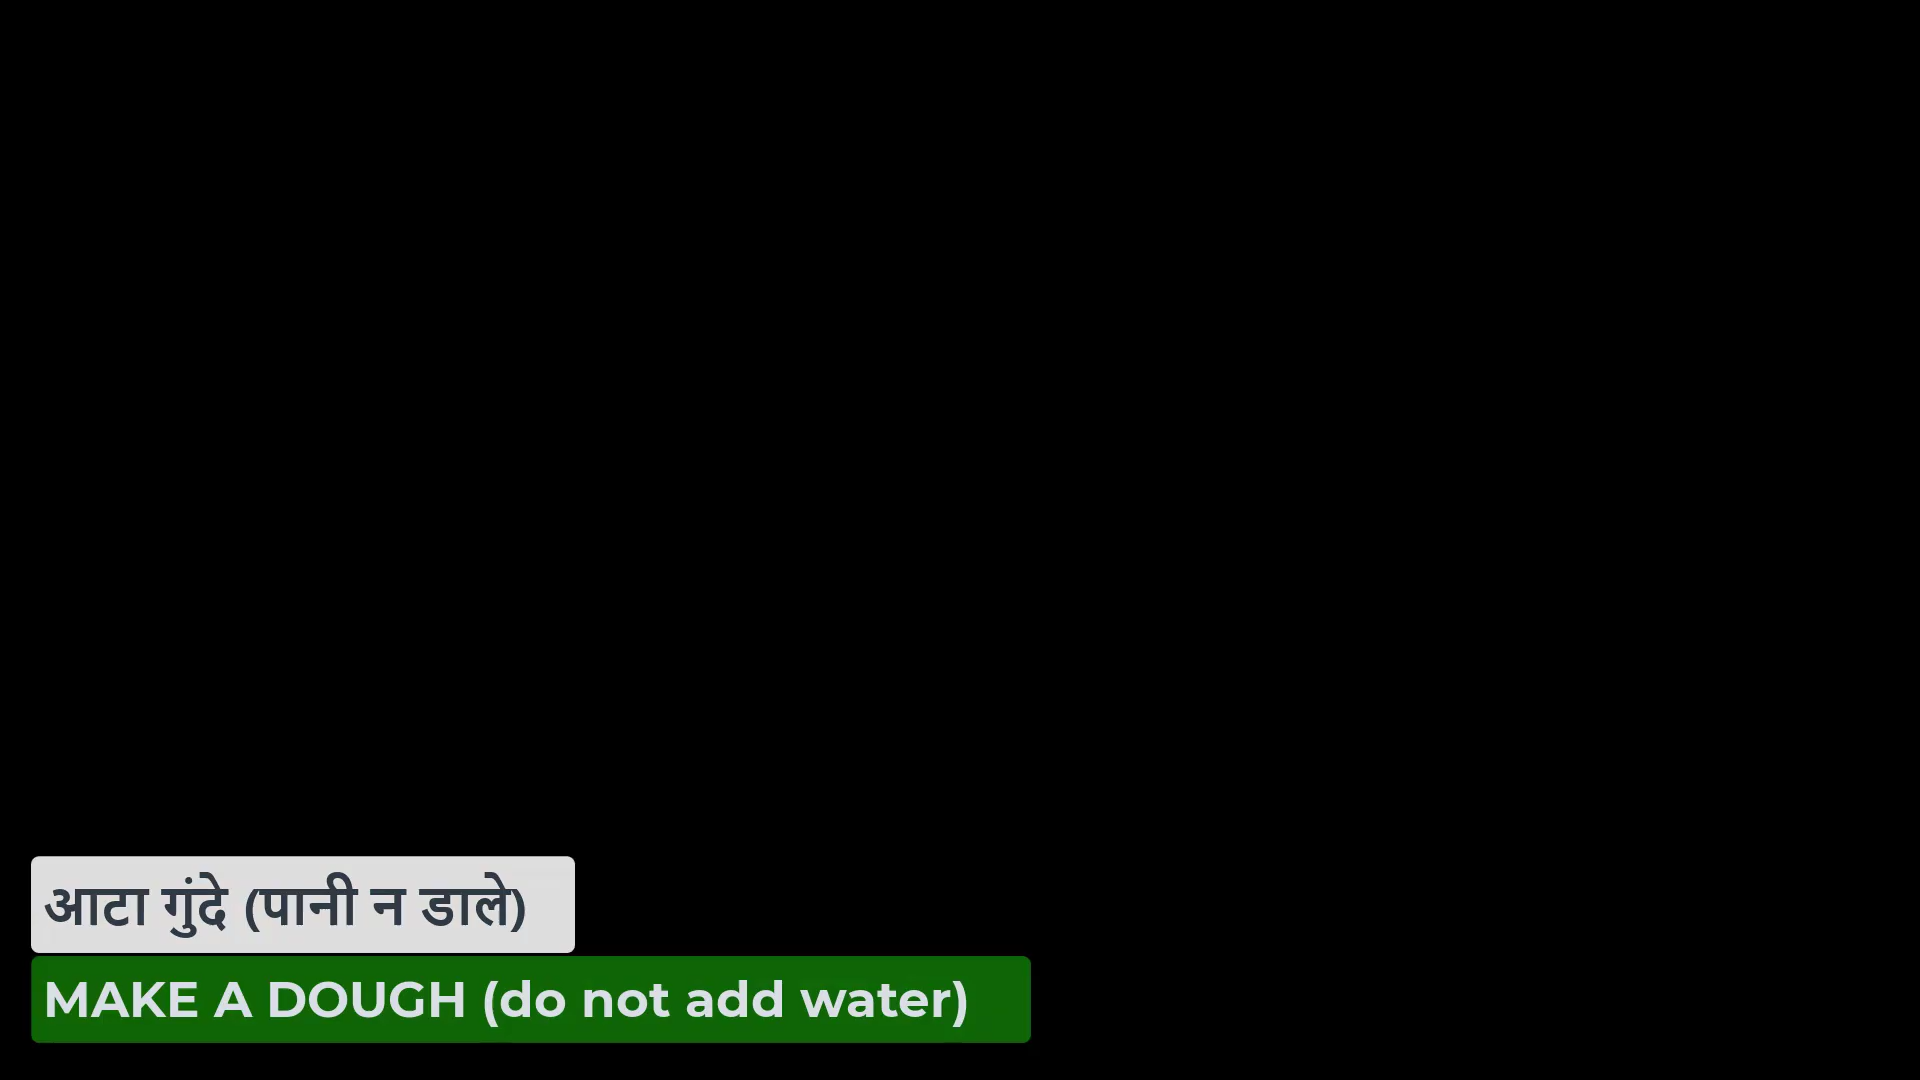 आटा गुंदे (पानी न डाले)
MAKE A DOUGH (do not add water)